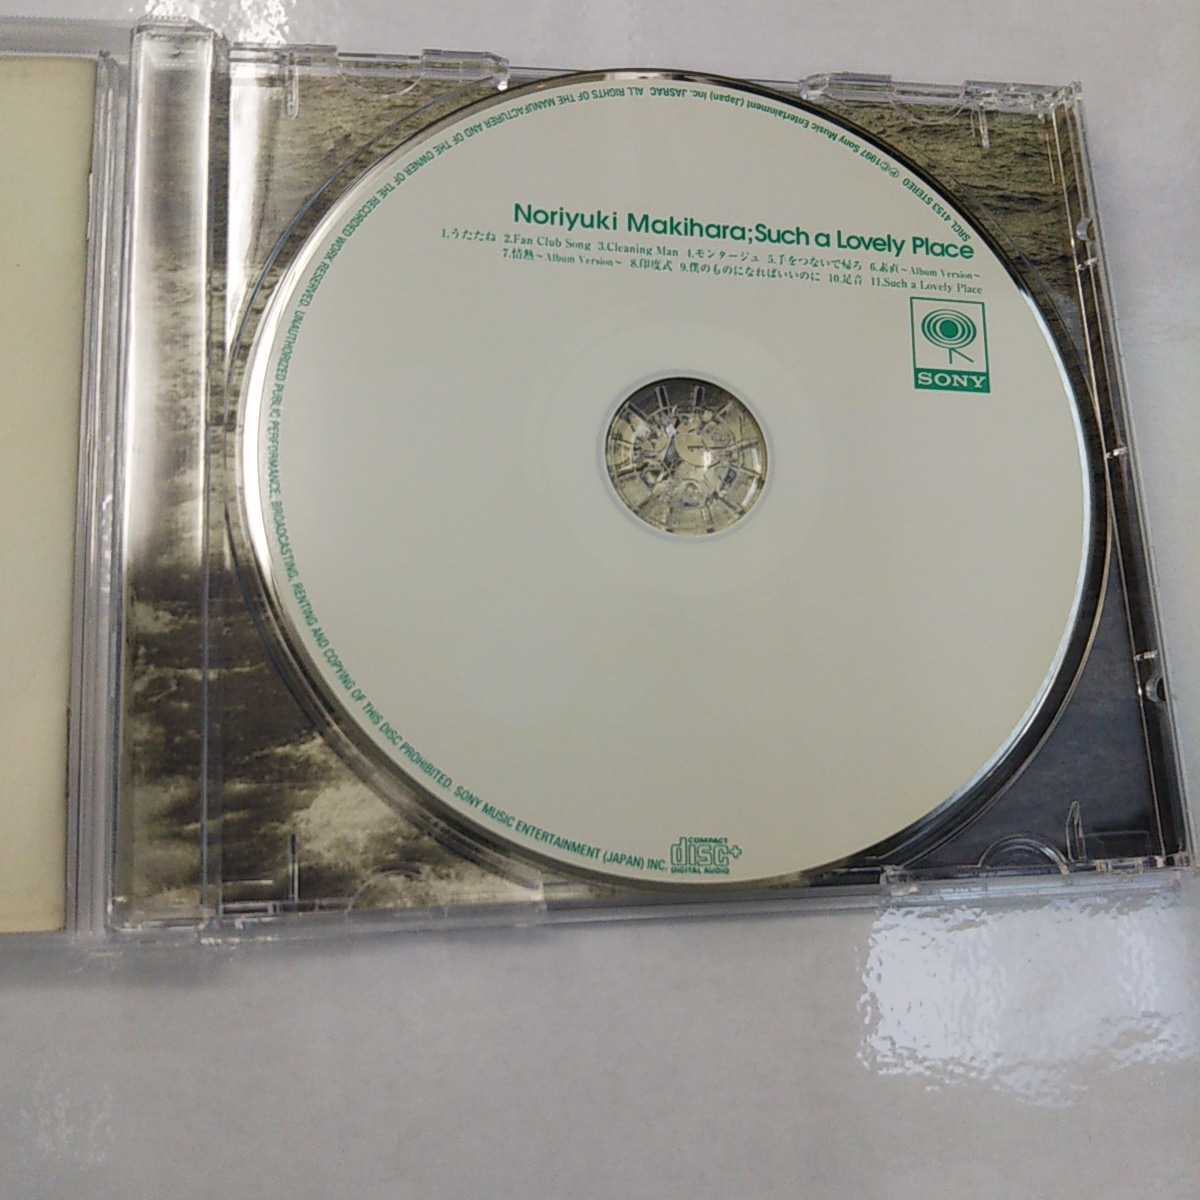 Noriyuki Makihara;Such a Lovely Place
1.うたたね 2.Fan Club Song 3.Cleaning Man 4.モンタージュ 5.手をつないで帰ろ 6.素直～Album Version～
7.情熱～Album Version～ 8.印度式 9.僕のものになればいいのに 10.足音 11.Such a Lovely Place
SONY
COMPACT
disc
DIGITAL AUDIO
SRCL 4153 STEREO ℗©1997 Sony Music Entertainment (Japan) Inc. JASRAC ALL RIGHTS OF THE MANUFACTURER AND OF THE OWNER OF THE RECORDED WORK RESERVED. UNAUTHORIZED PUBLIC PERFORMANCE, BROADCASTING, RENTING AND COPYING OF THIS DISC PROHIBITED. SONY MUSIC ENTERTAINMENT (JAPAN) INC.